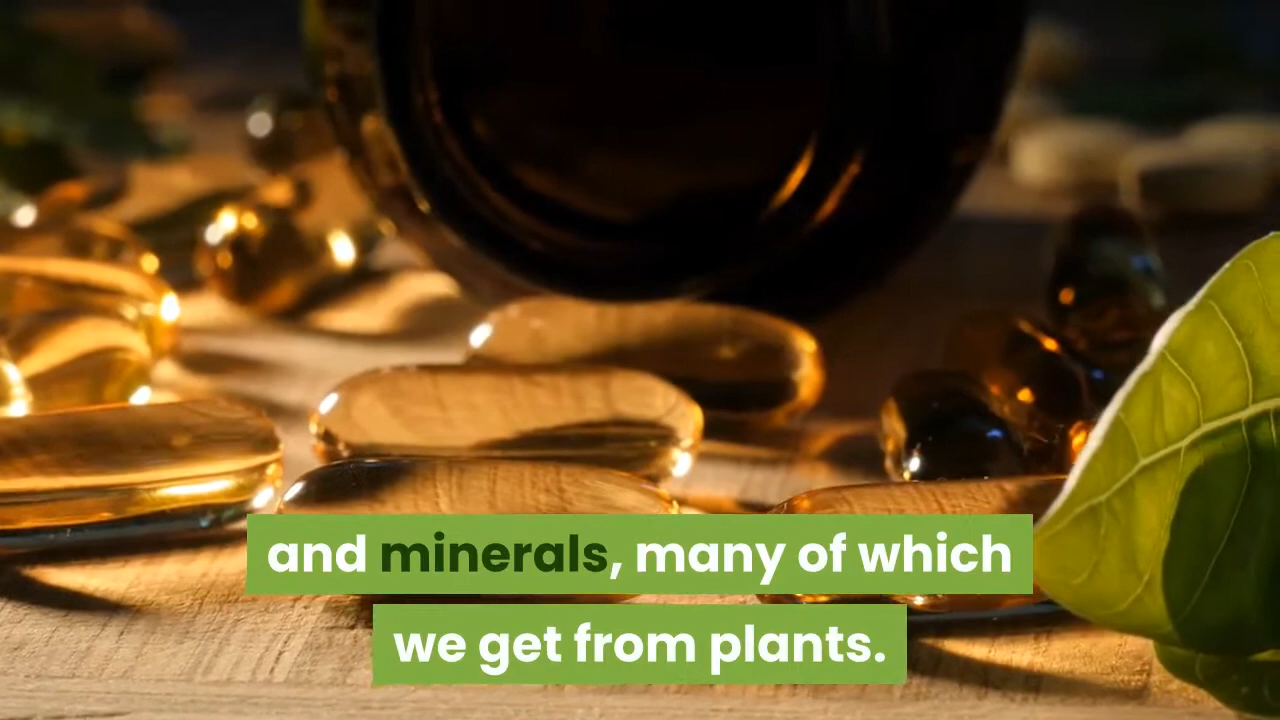 and minerals, many of which
we get from plants.